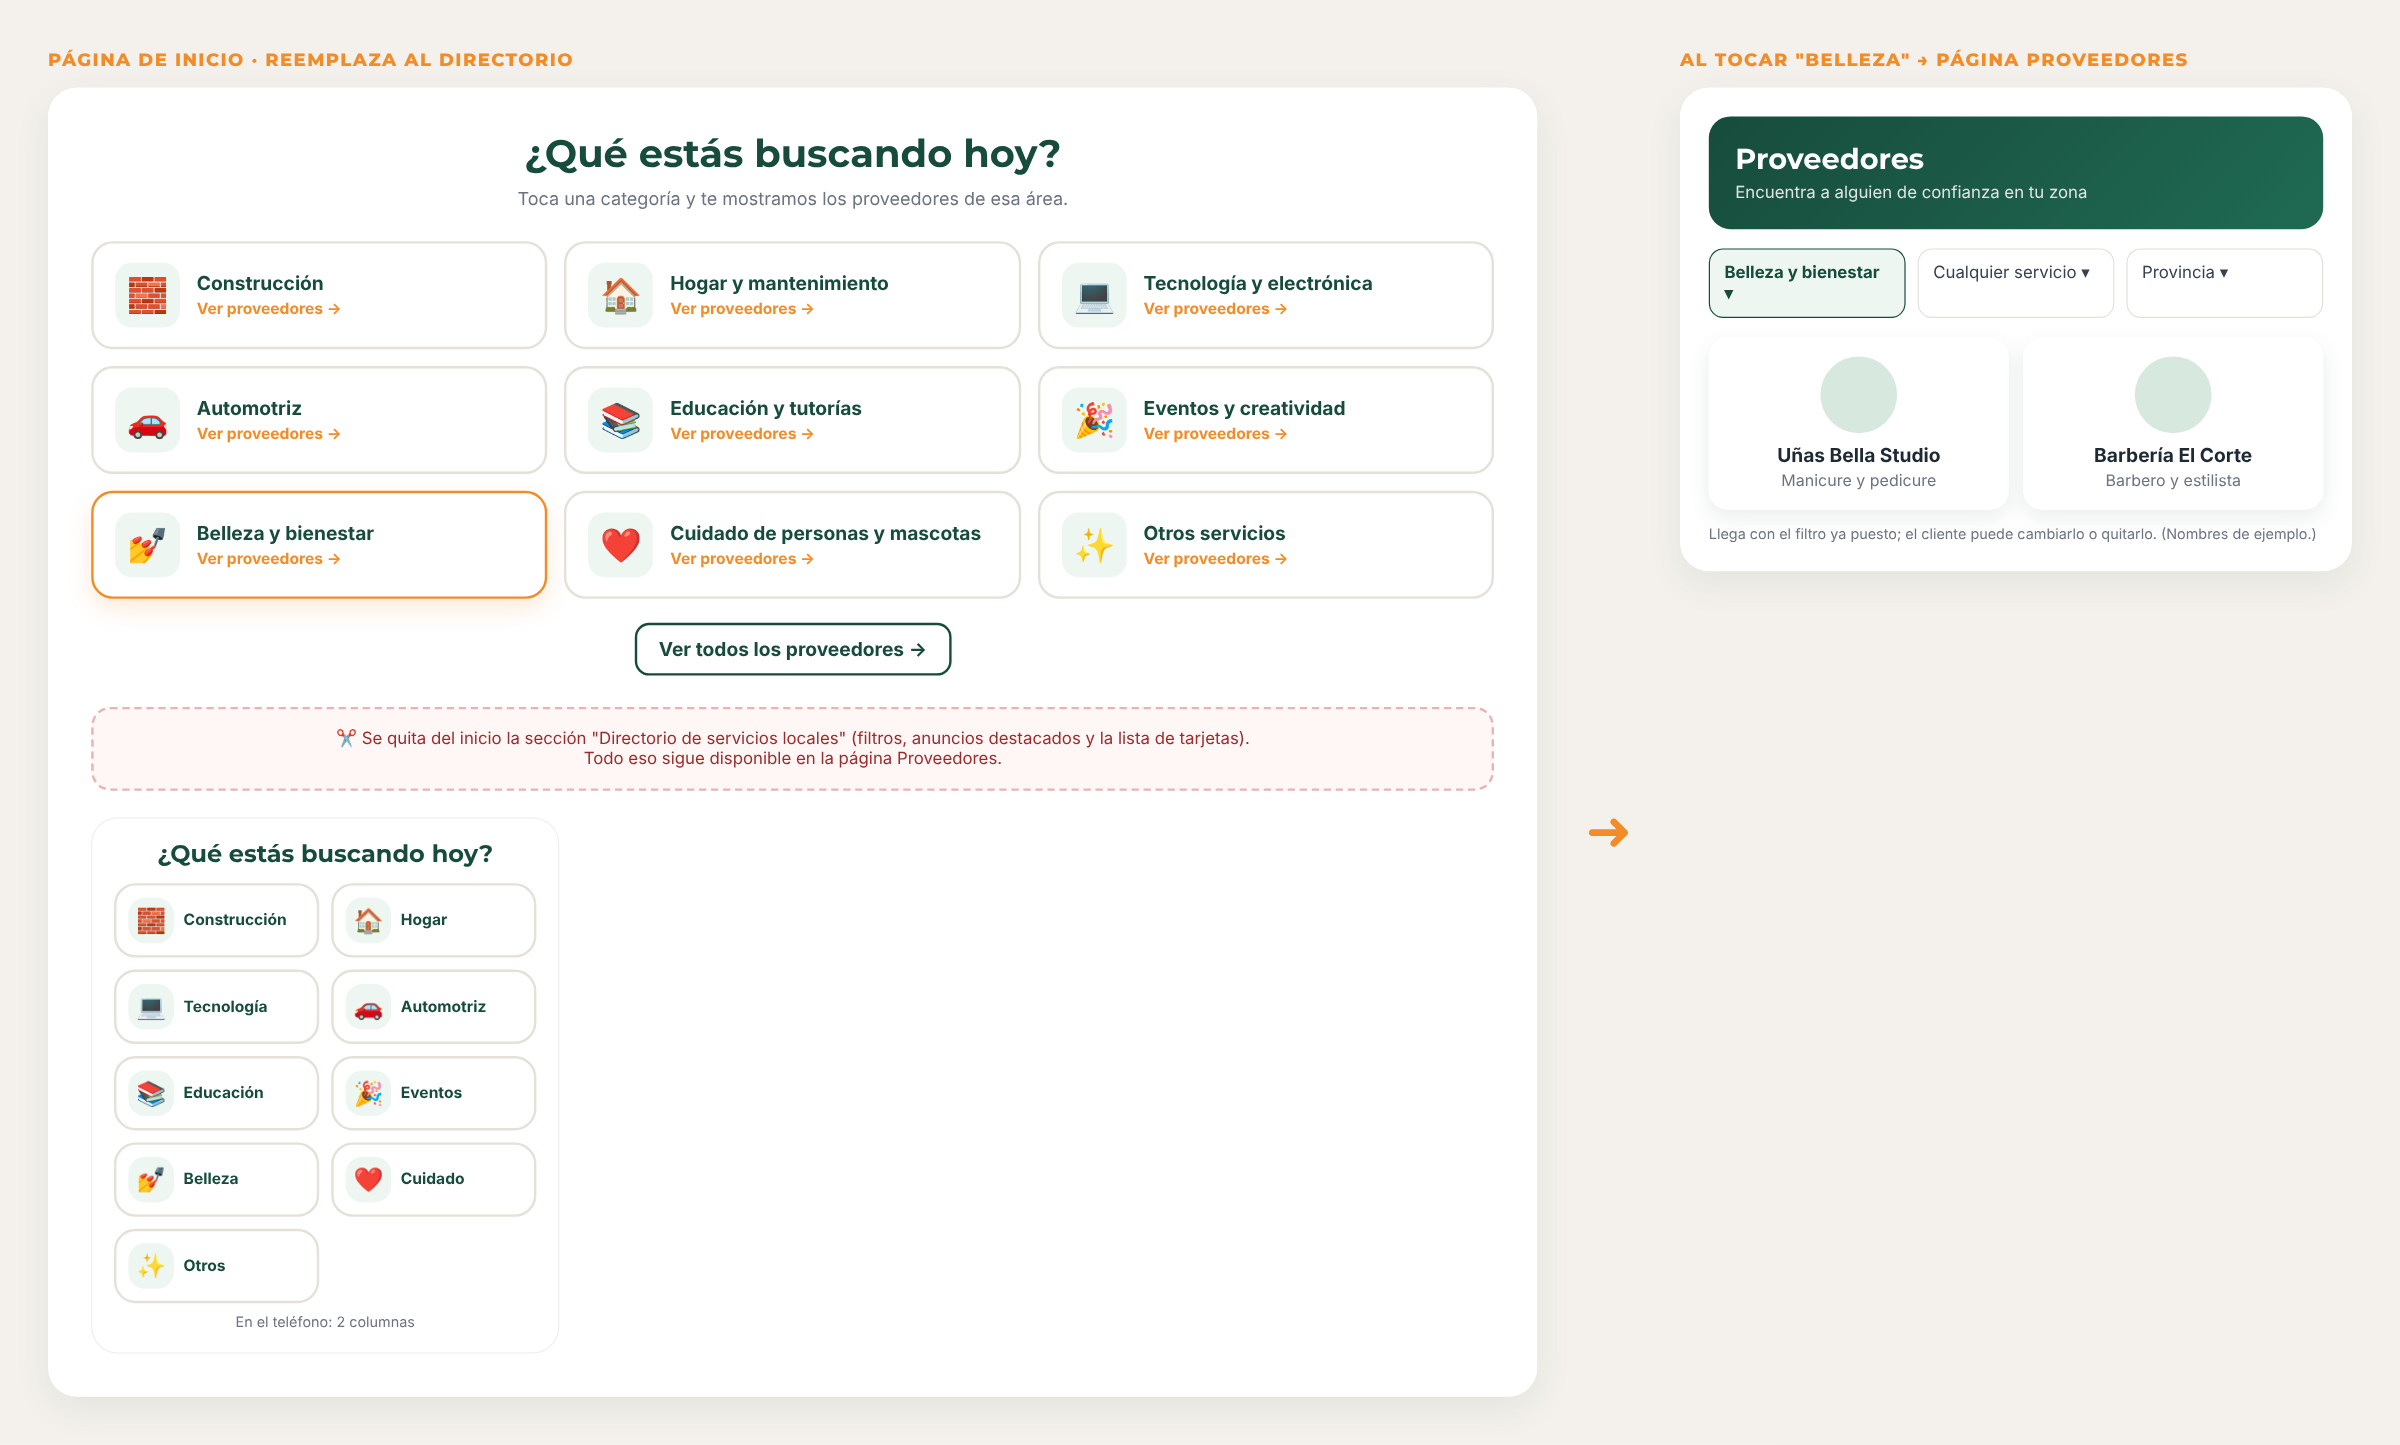 PÁGINA DE INICIO · REEMPLAZA AL DIRECTORIO
¿Qué estás buscando hoy?
Toca una categoría y te mostramos los proveedores de esa área.
Construcción
Ver proveedores →
Hogar y mantenimiento
Ver proveedores →
Tecnología y electrónica
Ver proveedores →
Automotriz
Ver proveedores →
Educación y tutorías
Ver proveedores →
Eventos y creatividad
Ver proveedores →
Belleza y bienestar
Ver proveedores →
Cuidado de personas y mascotas
Ver proveedores →
Otros servicios
Ver proveedores →
Ver todos los proveedores →
✂️ Se quita del inicio la sección "Directorio de servicios locales" (filtros, anuncios destacados y la lista de tarjetas).
Todo eso sigue disponible en la página Proveedores.
¿Qué estás buscando hoy?
Construcción
Hogar
Tecnología
Automotriz
Educación
Eventos
Belleza
Cuidado
Otros
En el teléfono: 2 columnas
➜
AL TOCAR "BELLEZA" → PÁGINA PROVEEDORES
Proveedores
Encuentra a alguien de confianza en tu zona
Belleza y bienestar
▾
Cualquier servicio ▾
Provincia ▾
Uñas Bella Studio
Manicure y pedicure
Barbería El Corte
Barbero y estilista
Llega con el filtro ya puesto; el cliente puede cambiarlo o quitarlo. (Nombres de ejemplo.)